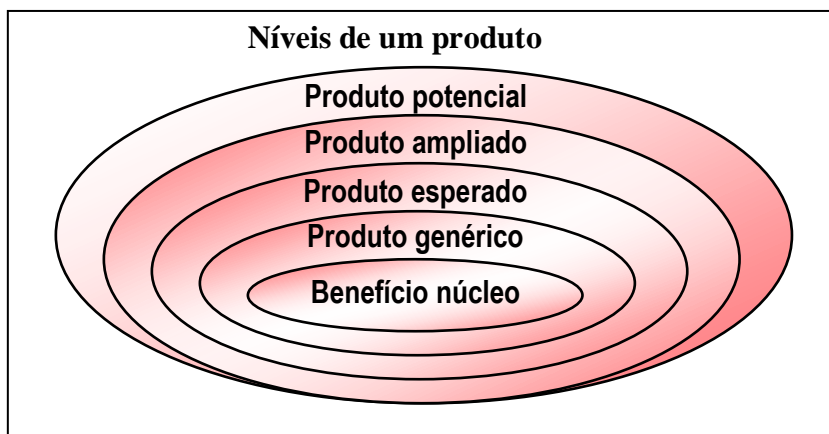 Níveis de um produto
Produto potencial
Produto ampliado
Produto esperado
Produto genérico
Benefício núcleo